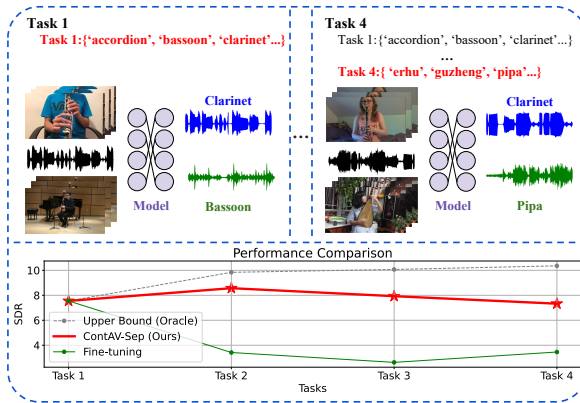 Task 1
Task 1:{‘accordion’, ‘bassoon’, ‘clarinet’...}
Clarinet
Model
Bassoon
...
Task 4
Task 1:{‘accordion’, ‘bassoon’, ‘clarinet’...}
...
Task 4:{ ‘erhu’, ‘guzheng’, ‘pipa’...}
Clarinet
Model
Pipa
Performance Comparison
10
8
6
4
SDR
Upper Bound (Oracle)
ContAV-Sep (Ours)
Fine-tuning
Task 1
Task 2
Task 3
Task 4
Tasks